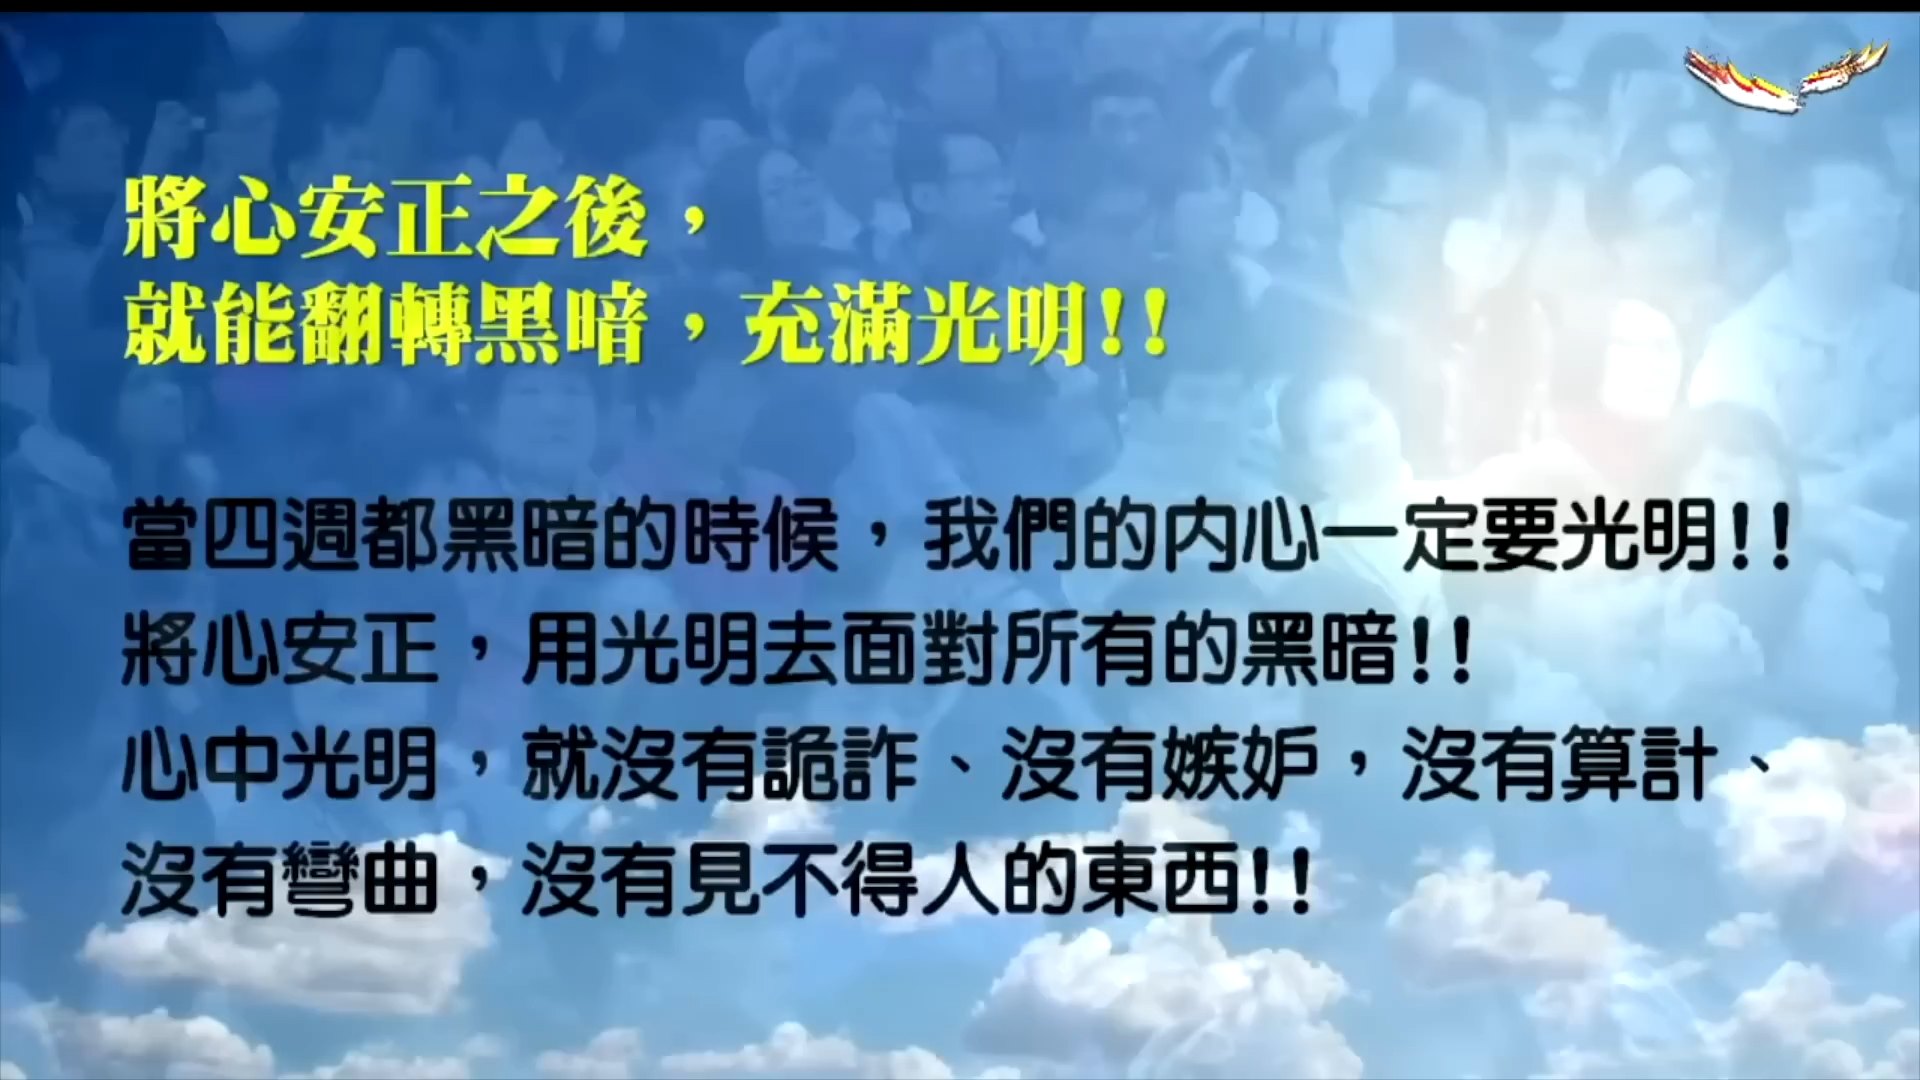 將心安正之後，
就能翻轉黑暗，充滿光明!!
當四週都黑暗的時候，我們的內心一定要光明!!
將心安正，用光明去面對所有的黑暗!!
心中光明，就沒有詭詐、沒有嫉妒，沒有算計、
沒有彎曲，沒有見不得人的東西!!